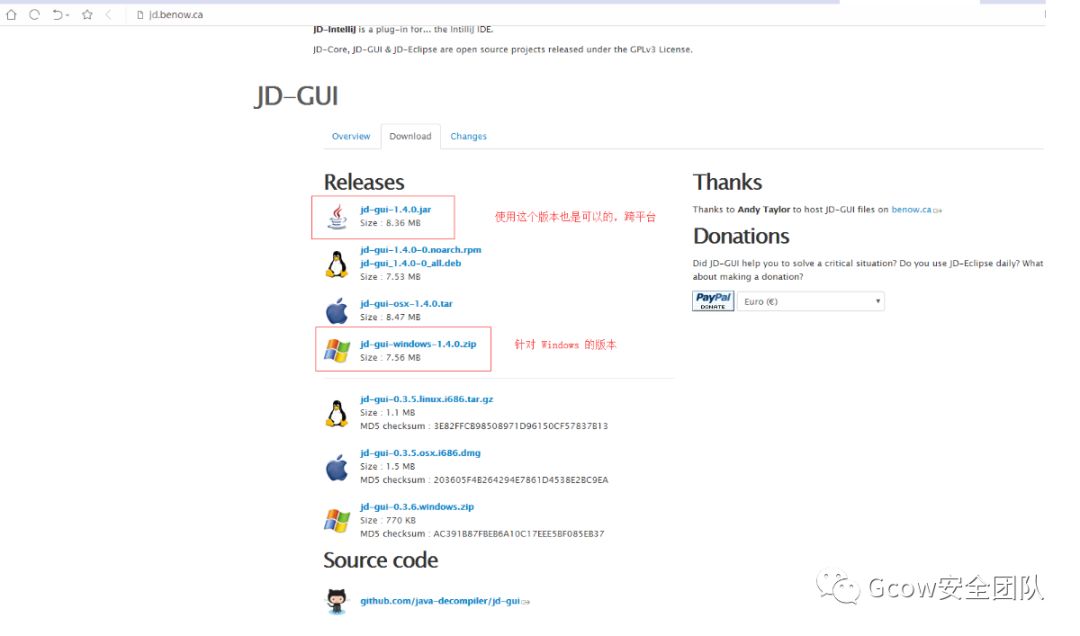 jd.benow.ca
JD-IntelliJ is a plug-in for... the IntilliJ IDE.
JD-Core, JD-GUI & JD-Eclipse are open source projects released under the GPLv3 License.
JD-GUI
Overview Download Changes
Releases
jd-gui-1.4.0.jar
Size : 8.36 MB
使用这个版本也是可以的，跨平台
jd-gui-1.4.0-0.noarch.rpm
jd-gui_1.4.0-0_all.deb
Size : 7.53 MB
jd-gui-osx-1.4.0.tar
Size : 8.47 MB
jd-gui-windows-1.4.0.zip
Size : 7.56 MB
针对 Windows 的版本
jd-gui-0.3.5.linux.i686.tar.gz
Size : 1.1 MB
MD5 checksum : 3E82FFCB98508971D96150CF57837B13
jd-gui-0.3.5.osx.i686.dmg
Size : 1.5 MB
MD5 checksum : 203605F4B264294E7861D4538E2BC9EA
jd-gui-0.3.6.windows.zip
Size : 770 KB
MD5 checksum : AC391B87FBEB6A10C17EEE5BF085EB37
Source code
github.com/java-decompiler/jd-gui
Thanks
Thanks to Andy Taylor to host JD-GUI files on benow.ca
Donations
Did JD-GUI help you to solve a critical situation? Do you use JD-Eclipse daily? What
about making a donation?
PayPal
DONATE
Euro (€)
Gcow安全团队